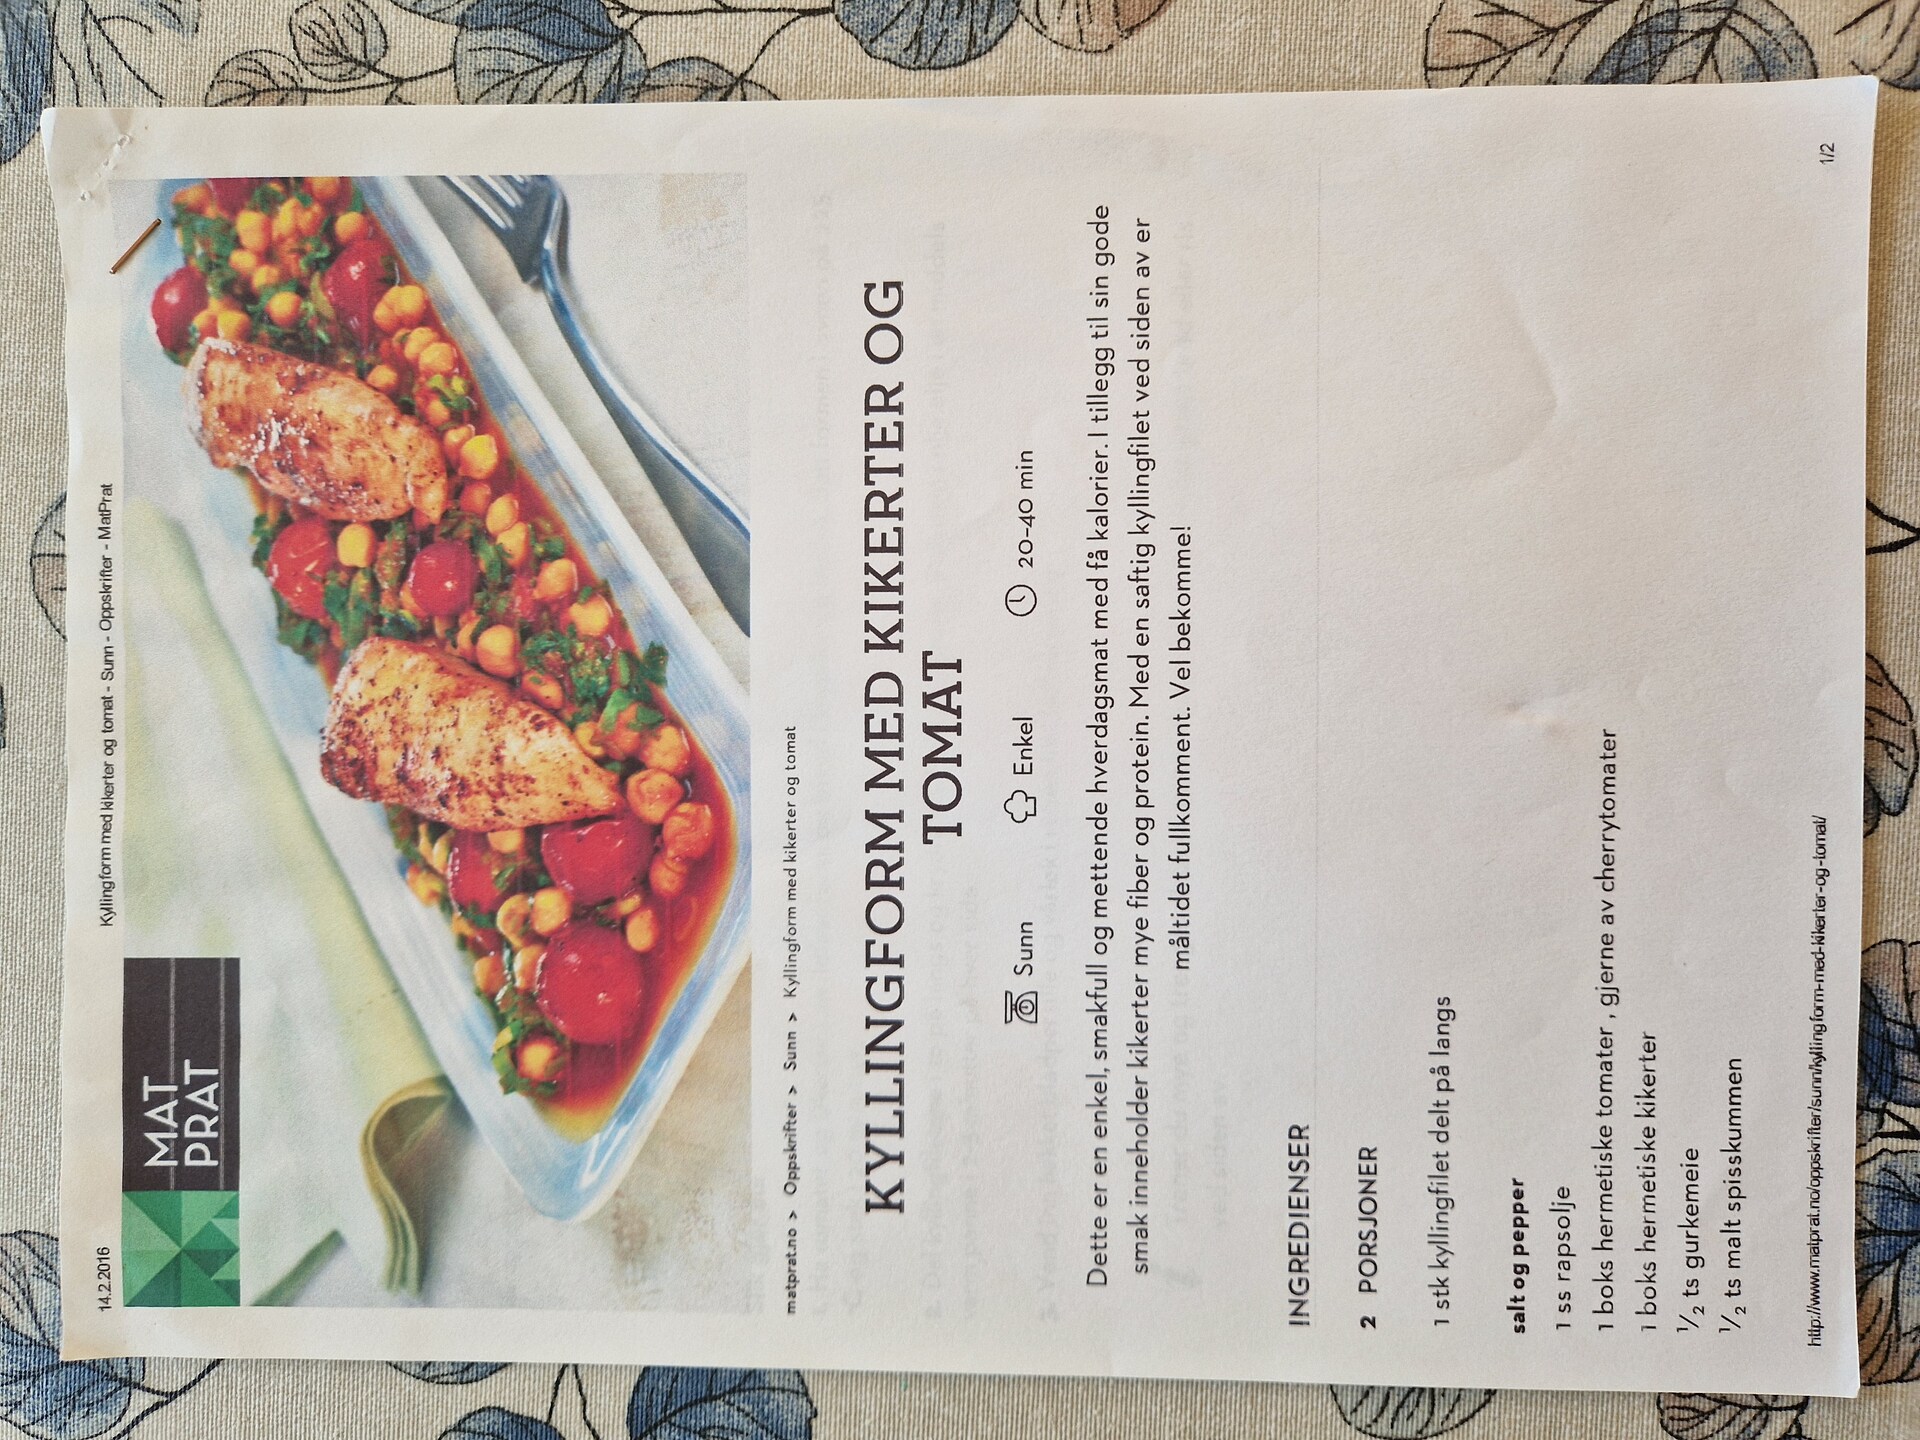 14.2.2016 Kyllingform med kikerter og tomat - Sunn - Oppskrifter - MatPrat
MAT
PRAT
matprat.no > Oppskrifter > Sunn > Kyllingform med kikerter og tomat
KYLLINGFORM MED KIKERTER OG
TOMAT
Sunn Enkel 20-40 min
Dette er en enkel, smakfull og mettende hverdagsmat med få kalorier. I tillegg til sin gode
smak inneholder kikerter mye fiber og protein. Med en saftig kyllingfilet ved siden av er
måltidet fullkomment. Vel bekomme!
INGREDIENSER
2 PORSJONER
1 stk kyllingfilet delt på langs
salt og pepper
1 ss rapsolje
1 boks hermetiske tomater , gjerne av cherrytomater
1 boks hermetiske kikerter
1/2 ts gurkemeie
1/2 ts malt spisskummen
http://www.matprat.no/oppskrifter/sunn/kyllingform-med-kikerter-og-tomat/ 1/2